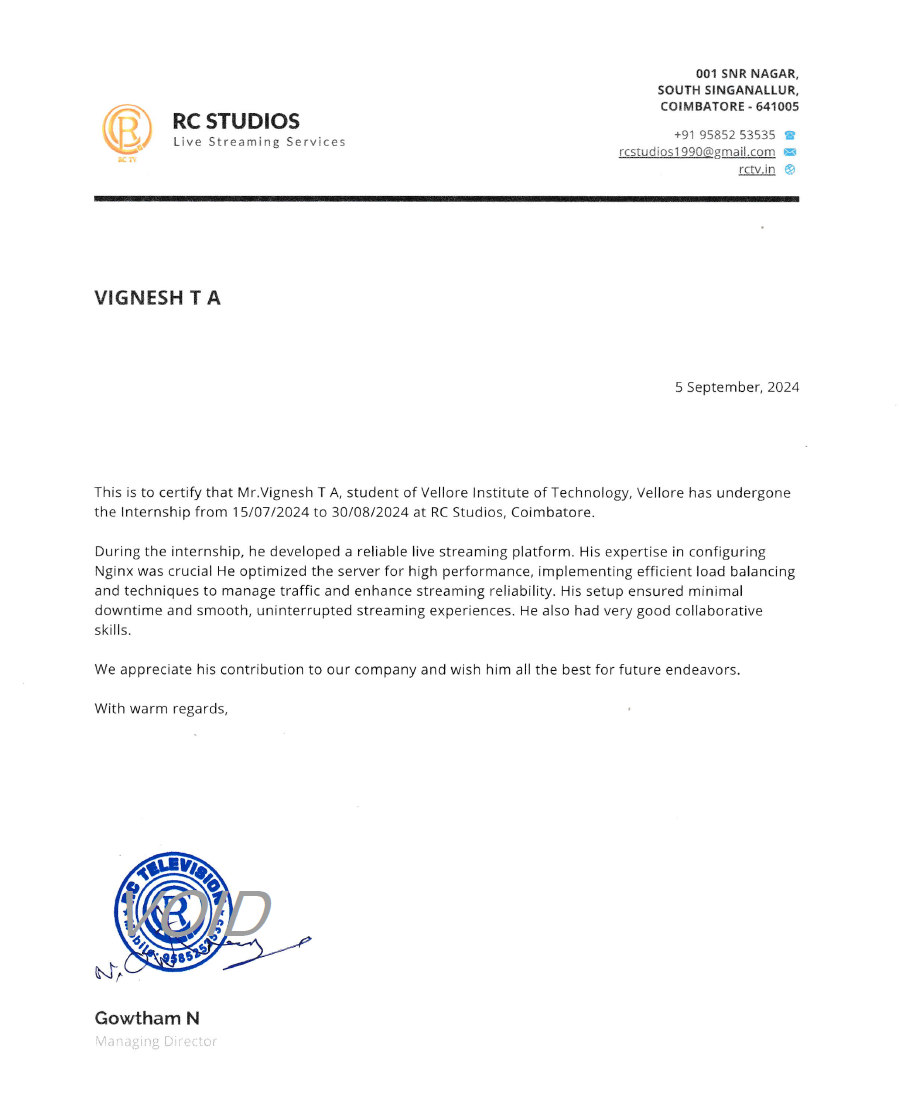 001 SNR NAGAR,
SOUTH SINGANALLUR,
COIMBATORE - 641005
RC STUDIOS
Live Streaming Services
RC TV
+91 95852 53535
rcstudios1990@gmail.com
rctv.in
VIGNESH T A
5 September, 2024
This is to certify that Mr.Vignesh T A, student of Vellore Institute of Technology, Vellore has undergone
the Internship from 15/07/2024 to 30/08/2024 at RC Studios, Coimbatore.
During the internship, he developed a reliable live streaming platform. His expertise in configuring
Nginx was crucial He optimized the server for high performance, implementing efficient load balancing
and techniques to manage traffic and enhance streaming reliability. His setup ensured minimal
downtime and smooth, uninterrupted streaming experiences. He also had very good collaborative
skills.
We appreciate his contribution to our company and wish him all the best for future endeavors.
With warm regards,
RC TELEVISION
VOID
Gowtham N
Managing Director